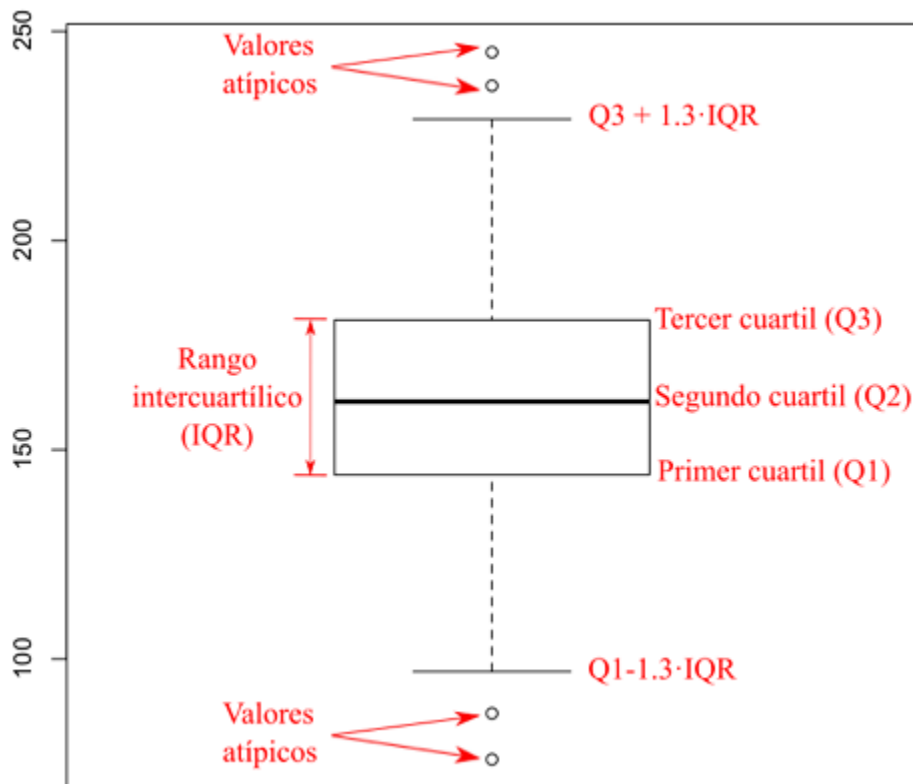 250
Valores
atípicos
Q3 + 1.3·IQR
200
Tercer cuartil (Q3)
Rango
intercuartílico
(IQR)
Segundo cuartil (Q2)
150
Primer cuartil (Q1)
100
Q1-1.3·IQR
Valores
atípicos